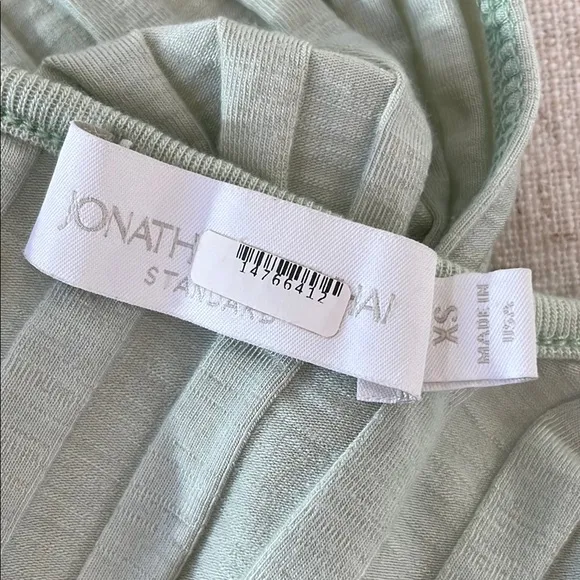 JONATH
STANDARD
14766412
XS
MADE IN
USA